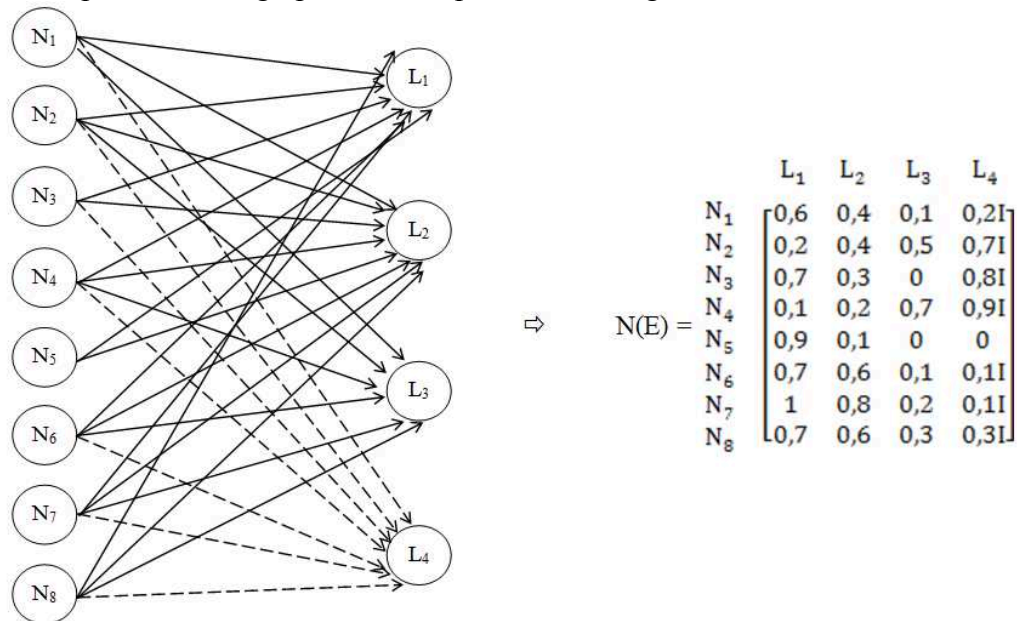 N₁
N₂
N₃
N₄
N₅
N₆
N₇
N₈
L₁
L₂
L₃
L₄
⇨
N(E) =
L₁ L₂ L₃ L₄
N₁ 0,6 0,4 0,1 0,2I
N₂ 0,2 0,4 0,5 0,7I
N₃ 0,7 0,3 0 0,8I
N₄ 0,1 0,2 0,7 0,9I
N₅ 0,9 0,1 0 0
N₆ 0,7 0,6 0,1 0,1I
N₇ 1 0,8 0,2 0,1I
N₈ 0,7 0,6 0,3 0,3I